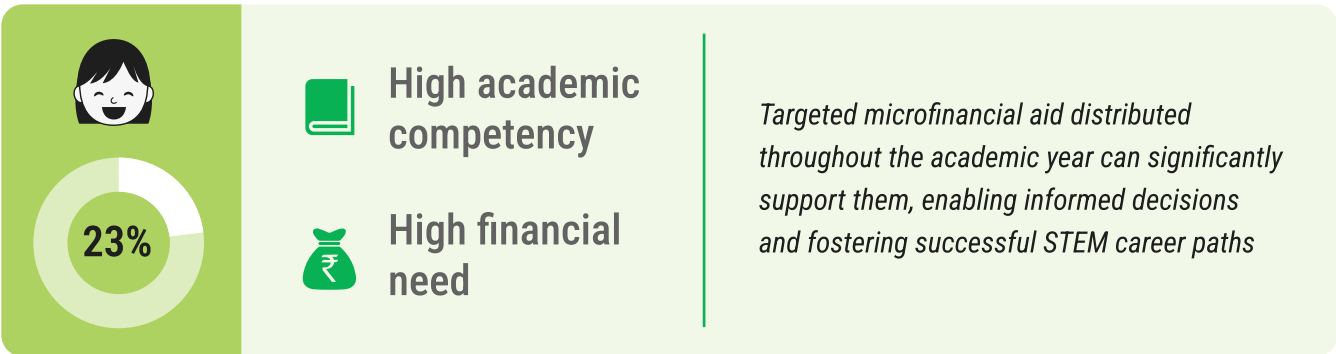 23%
High academic
competency
High financial
need
₹
Targeted microfinancial aid distributed
throughout the academic year can significantly
support them, enabling informed decisions
and fostering successful STEM career paths